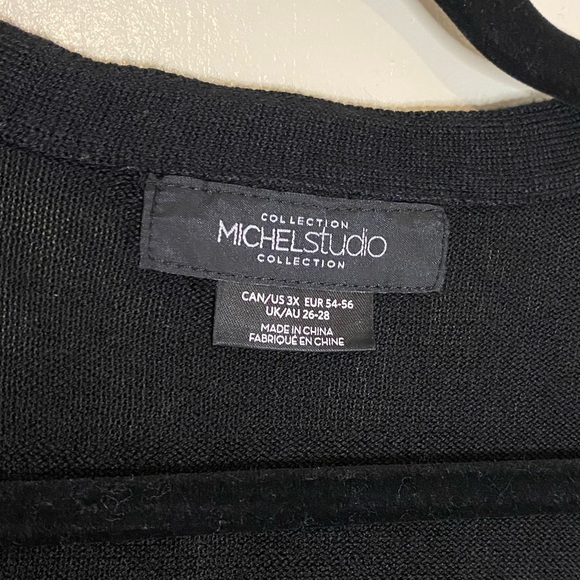 COLLECTION
MICHELstudio
COLLECTION
CAN/US 3X EUR 54-56
UK/AU 26-28
MADE IN CHINA
FABRIQUÉ EN CHINE